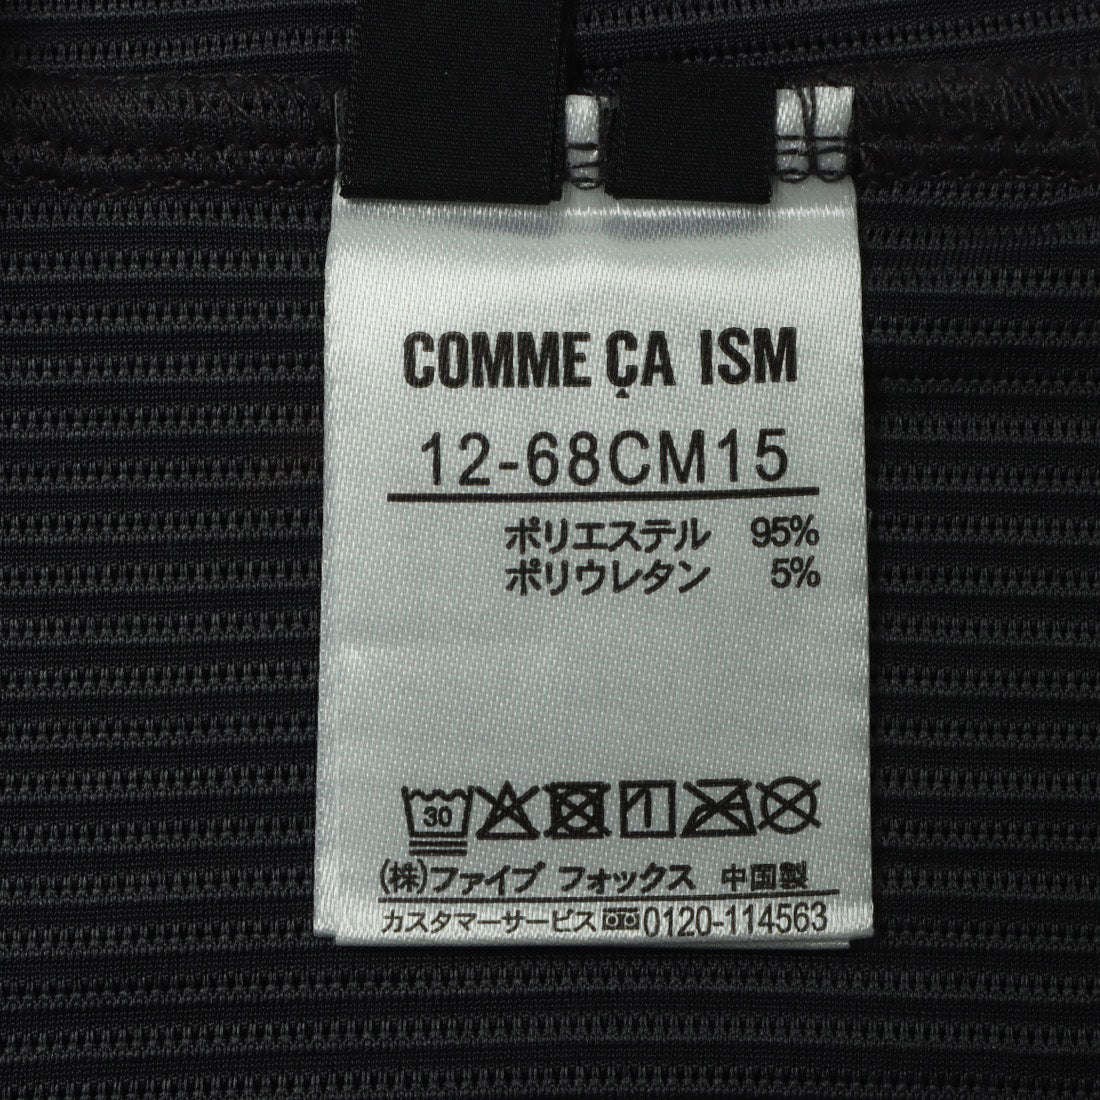 COMME ÇA ISM
12-68CM15
ポリエステル 95%
ポリウレタン 5%
30
(株)ファイブ フォックス 中国製
カスタマーサービス 0120-114563